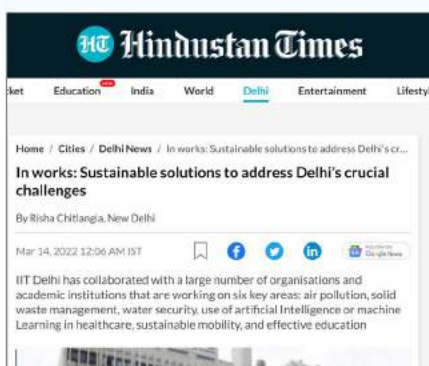 HT Hindustan Times
ket Education NEW India World Delhi Entertainment Lifesty
Home / Cities / Delhi News / In works: Sustainable solutions to address Delhi's cr...
In works: Sustainable solutions to address Delhi's crucial
challenges
By Risha Chitlangia, New Delhi
Mar 14, 2022 12:06 AM IST
Google News
IIT Delhi has collaborated with a large number of organisations and
academic institutions that are working on six key areas: air pollution, solid
waste management, water security, use of artificial Intelligence or machine
Learning in healthcare, sustainable mobility, and effective education